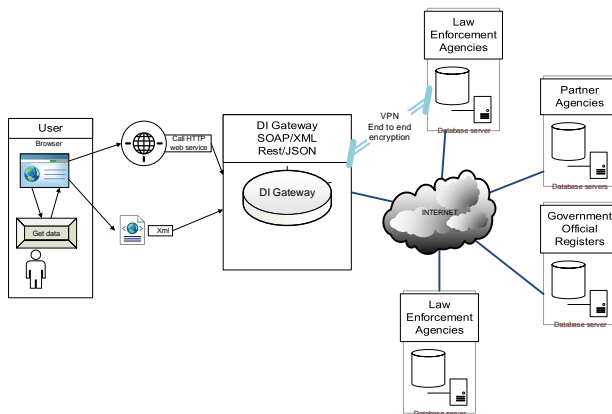 User
Browser
Get data
Call HTTP
web service
Xml
DI Gateway
SOAP/XML
Rest/JSON
DI Gateway
VPN
End to end
encryption
Law
Enforcement
Agencies
Database server
INTERNET
Partner
Agencies
Database servers
Government
Official
Registers
Database server
Law
Enforcement
Agencies
Database server